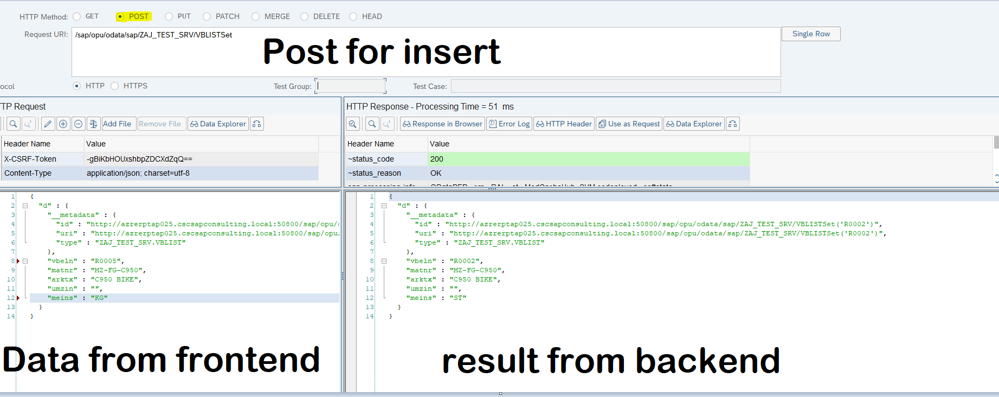 HTTP Method: GET POST PUT PATCH MERGE DELETE HEAD
Request URI: /sap/opu/odata/sap/ZAJ_TEST_SRV/VBLISTSet Single Row
Post for insert
ocol HTTP HTTPS Test Group: Test Case:
TP Request
Add File Remove File Data Explorer
Header Name Value
X-CSRF-Token -gBiKbHOUxshbpZDCXdZqQ==
Content-Type application/json; charset=utf-8
1 {
2 "d" : {
3 "__metadata" : {
4 "id" : "http://azrerptap025.cscsapconsulting.local:50800/sap/opu/o
5 "uri" : "http://azrerptap025.cscsapconsulting.local:50800/sap/opu/
6 "type" : "ZAJ_TEST_SRV.VBLIST"
7 },
8 "vbeln" : "R0005",
9 "matnr" : "MZ-FG-C950",
10 "arktx" : "C950 BIKE",
11 "umzin" : "",
12 "meins" : "KG"
13 }
14 }
Data from frontend
HTTP Response - Processing Time = 51 ms
Response in Browser Error Log HTTP Header Use as Request Data Explorer
Header Name Value
~status_code 200
~status_reason OK
1 {
2 "d" : {
3 "__metadata" : {
4 "id" : "http://azrerptap025.cscsapconsulting.local:50800/sap/opu/odata/sap/ZAJ_TEST_SRV/VBLISTSet('R0002')",
5 "uri" : "http://azrerptap025.cscsapconsulting.local:50800/sap/opu/odata/sap/ZAJ_TEST_SRV/VBLISTSet('R0002')",
6 "type" : "ZAJ_TEST_SRV.VBLIST"
7 },
8 "vbeln" : "R0002",
9 "matnr" : "MZ-FG-C950",
10 "arktx" : "C950 BIKE",
11 "umzin" : "",
12 "meins" : "ST"
13 }
14 }
result from backend